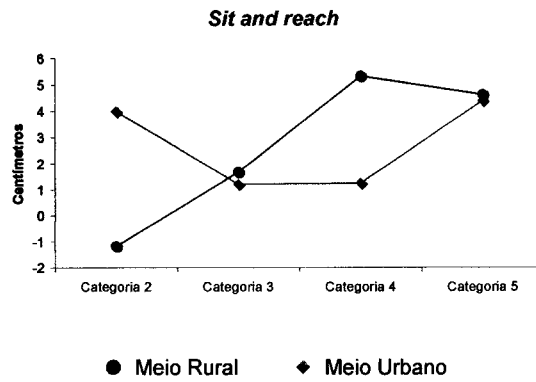 Sit and reach
6
5
4
3
2
1
0
-1
-2
Centímetros
Categoria 2 Categoria 3 Categoria 4 Categoria 5
Meio Rural Meio Urbano